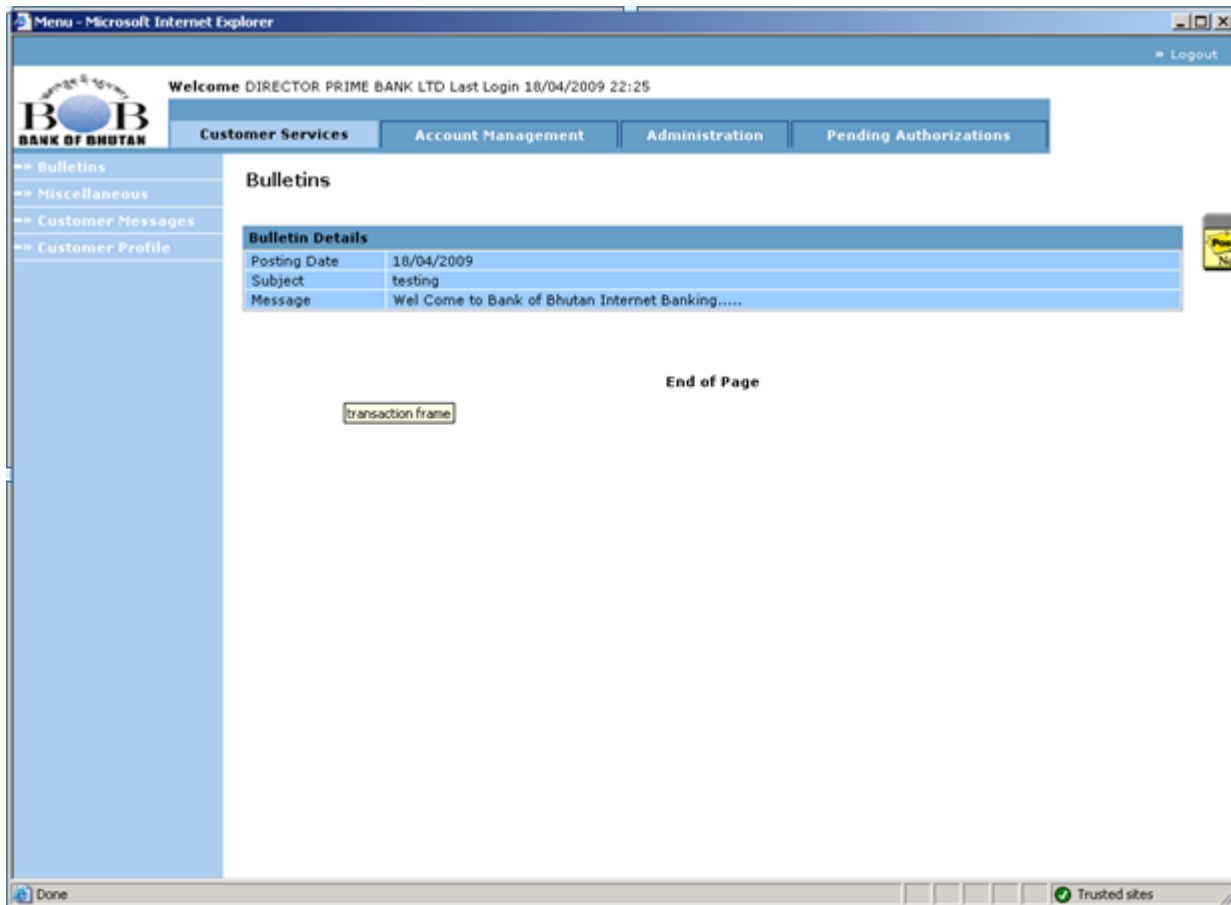 Menu - Microsoft Internet Explorer
Logout
Welcome DIRECTOR PRIME BANK LTD Last Login 18/04/2009 22:25
BOB
BANK OF BHUTAN
Customer Services Account Management Administration Pending Authorizations
Bulletins
Miscellaneous
Customer Messages
Customer Profile
Bulletins
Bulletin Details
Posting Date 18/04/2009
Subject testing
Message Wel Come to Bank of Bhutan Internet Banking.....
End of Page
transaction frame
Done Trusted sites